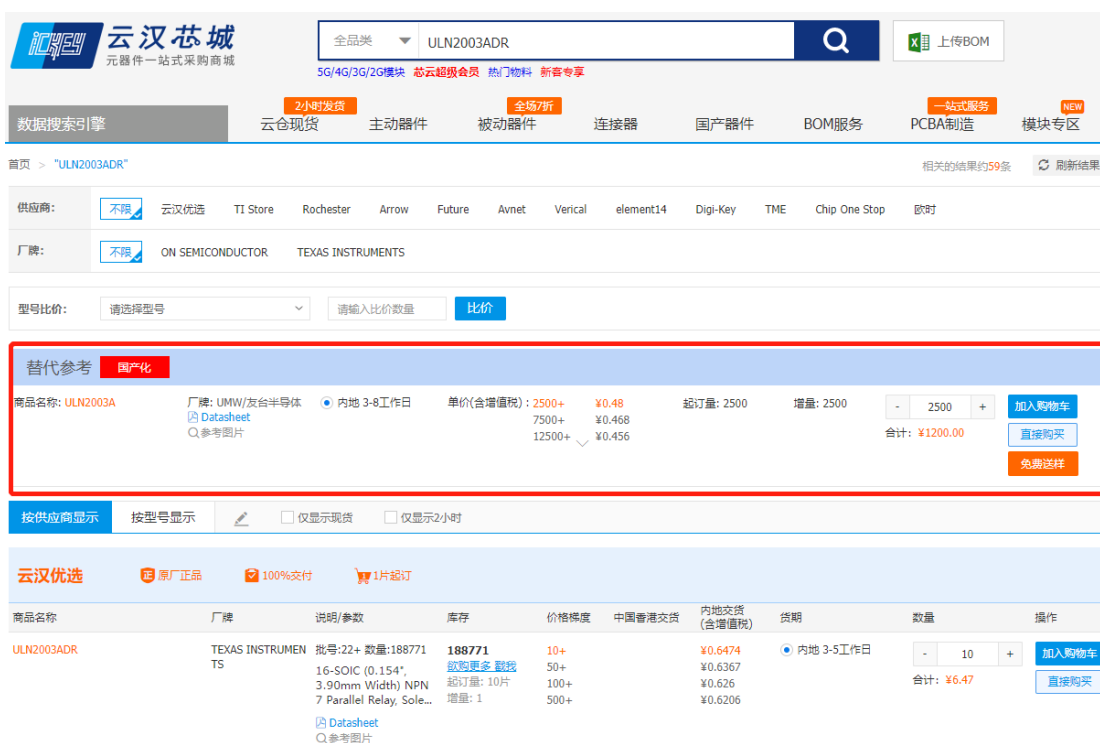 ICKEY 云汉芯城
元器件一站式采购商城
全品类 ULN2003ADR 上传BOM
5G/4G/3G/2G模块 芯云超级会员 热门物料 新客专享
2小时发货 全场7折 一站式服务 NEW
数据搜索引擎 云仓现货 主动器件 被动器件 连接器 国产器件 BOM服务 PCBA制造 模块专区
首页 > "ULN2003ADR" 相关的结果约59条 刷新结果
供应商: 不限 云汉优选 TI Store Rochester Arrow Future Avnet Verical element14 Digi-Key TME Chip One Stop 欧时
厂牌: 不限 ON SEMICONDUCTOR TEXAS INSTRUMENTS
型号比价: 请选择型号 请输入比价数量 比价
替代参考 国产化
商品名称: ULN2003A 厂牌: UMW/友台半导体 内地 3-8工作日 单价(含增值税) : 2500+ ¥0.48 起订量: 2500 增量: 2500 - 2500 + 加入购物车
Datasheet 7500+ ¥0.468
参考图片 12500+ ¥0.456 合计: ¥1200.00 直接购买
免费送样
按供应商显示 按型号显示 仅显示现货 仅显示2小时
云汉优选 正 原厂正品 100%交付 1片起订
商品名称 厂牌 说明/参数 库存 价格梯度 中国香港交货 内地交货 货期 数量 操作
(含增值税)
ULN2003ADR TEXAS INSTRUMEN 批号:22+ 数量:188771 188771 10+ ¥0.6474 内地 3-5工作日 - 10 + 加入购物车
TS 16-SOIC (0.154", 欲购更多 戳我 50+ ¥0.6367
3.90mm Width) NPN 起订量: 10片 100+ ¥0.626 合计: ¥6.47 直接购买
7 Parallel Relay, Sole... 增量: 1 500+ ¥0.6206
Datasheet
参考图片